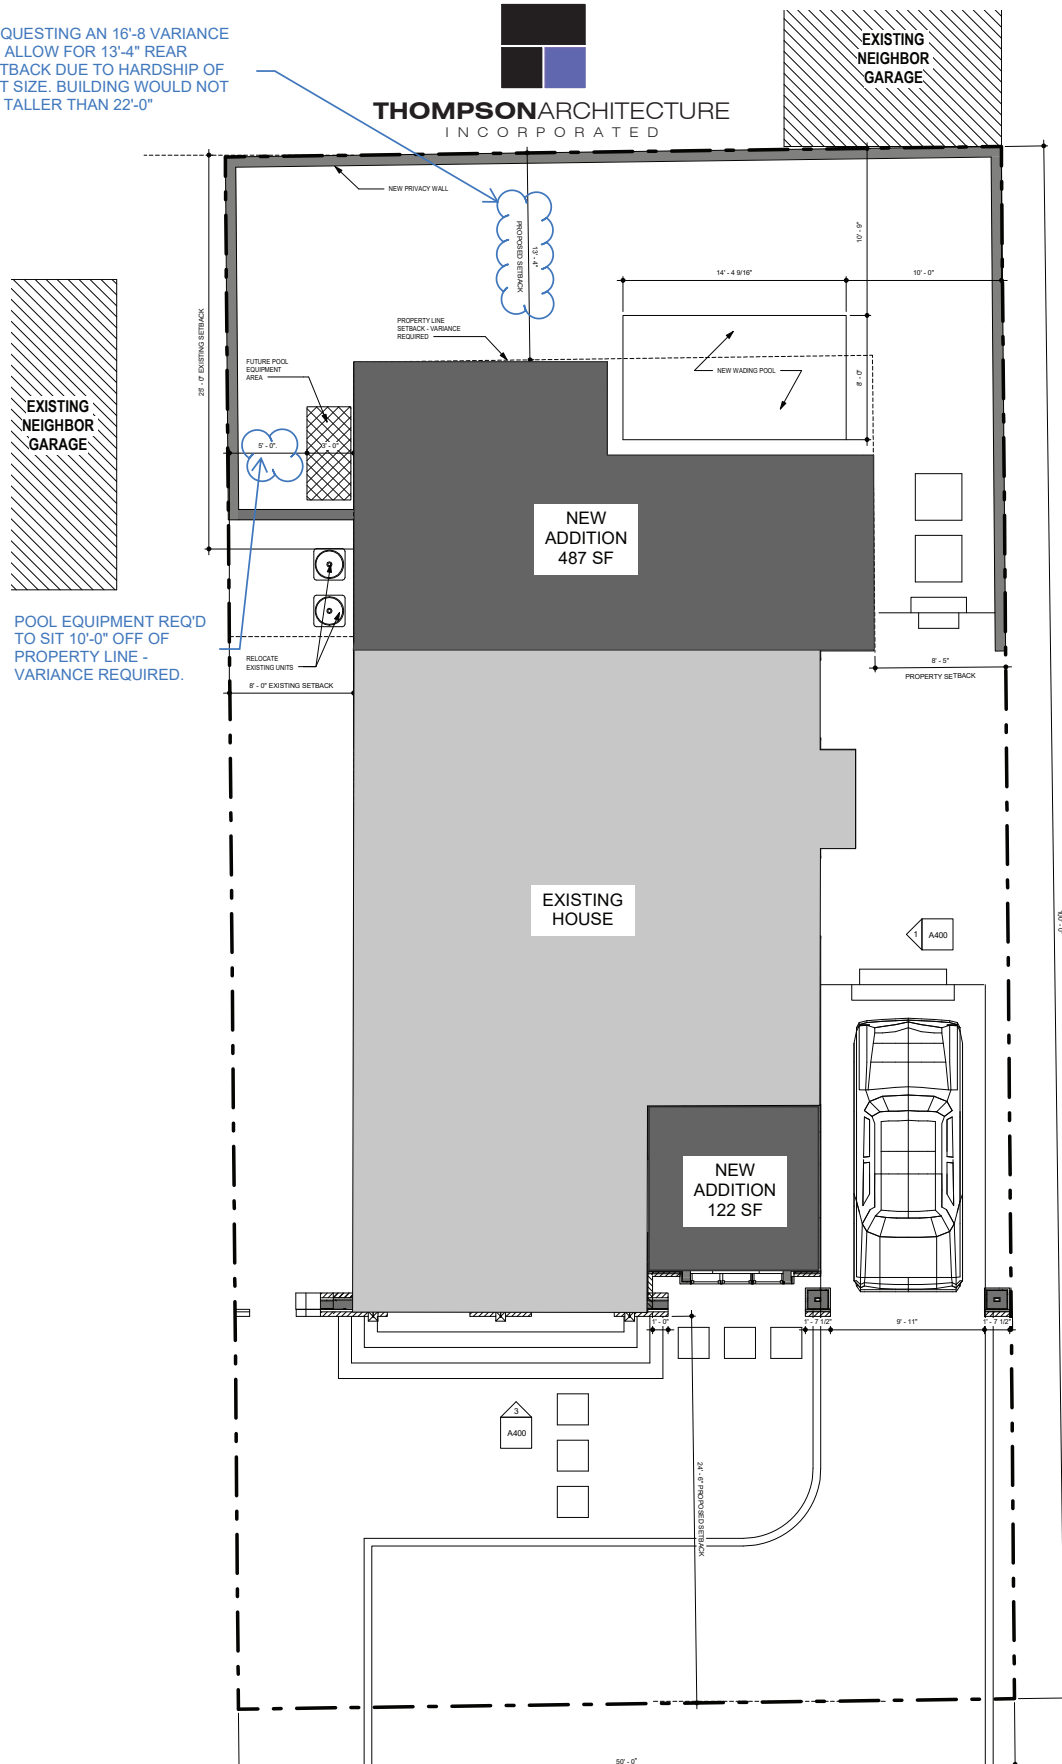 QUESTING AN 16'-8 VARIANCE
ALLOW FOR 13'-4" REAR
TBACK DUE TO HARDSHIP OF
T SIZE. BUILDING WOULD NOT
TALLER THAN 22'-0"
THOMPSONARCHITECTURE
INCORPORATED
EXISTING
NEIGHBOR
GARAGE
NEW PRIVACY WALL
PROPOSED SETBACK
13' - 4"
10' - 9"
14' - 4 9/16"
10' - 0"
25' - 0" EXISTING SETBACK
PROPERTY LINE
SETBACK - VARIANCE
REQUIRED
FUTURE POOL
EQUIPMENT
AREA
NEW WADING POOL
8' - 0"
EXISTING
NEIGHBOR
GARAGE
5' - 0"
3' - 0"
NEW
ADDITION
487 SF
POOL EQUIPMENT REQ'D
TO SIT 10'-0" OFF OF
PROPERTY LINE -
VARIANCE REQUIRED.
RELOCATE
EXISTING UNITS
8' - 0" EXISTING SETBACK
8' - 5"
PROPERTY SETBACK
EXISTING
HOUSE
1
A400
NEW
ADDITION
122 SF
1' - 0"
1' - 7 1/2"
9' - 11"
1' - 7 1/2"
3
A400
24' - 6" PROPOSED SETBACK
50' - 0"